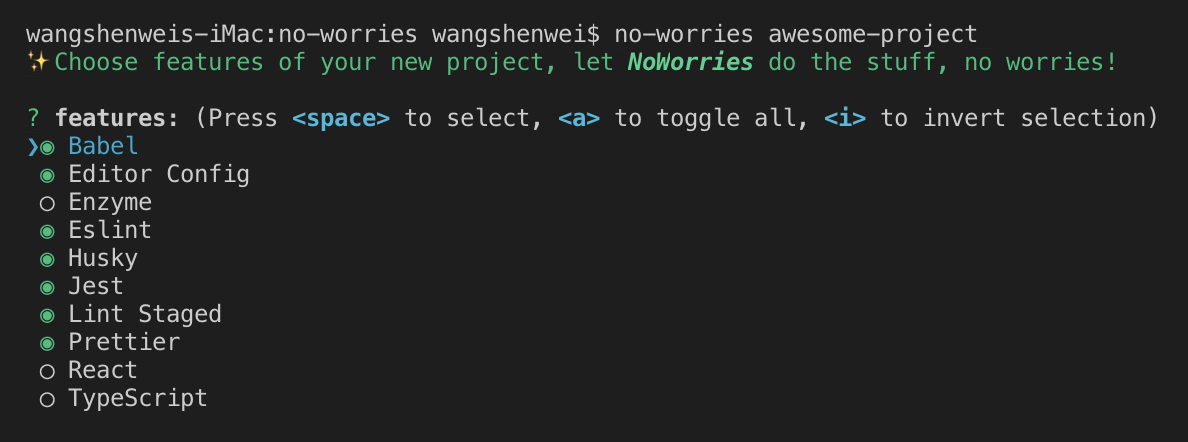 wangshenweis-iMac:no-worries wangshenwei$ no-worries awesome-project
✨Choose features of your new project, let NoWorries do the stuff, no worries!
? features: (Press <space> to select, <a> to toggle all, <i> to invert selection)
❯◉ Babel
◉ Editor Config
◯ Enzyme
◉ Eslint
◉ Husky
◉ Jest
◉ Lint Staged
◉ Prettier
◯ React
◯ TypeScript